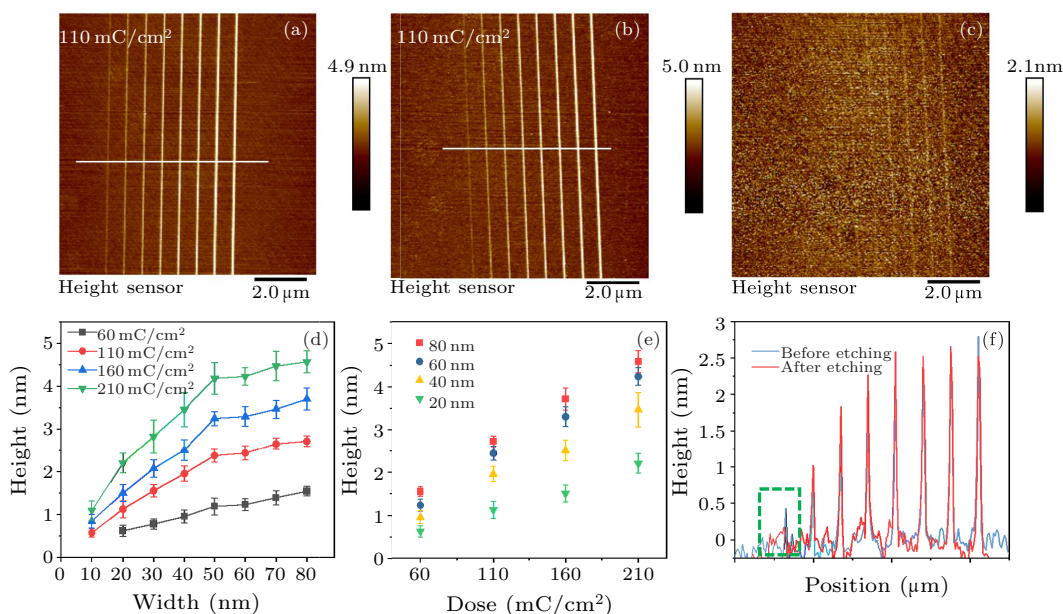 110 mC/cm²
(a)
4.9 nm
Height sensor
2.0 µm
110 mC/cm²
(b)
5.0 nm
Height sensor
2.0 µm
(c)
2.1nm
Height sensor
2.0 µm
(d)
60 mC/cm²
110 mC/cm²
160 mC/cm²
210 mC/cm²
5
4
3
2
1
0
Height (nm)
0 10 20 30 40 50 60 70 80
Width (nm)
(e)
80 nm
60 nm
40 nm
20 nm
5
4
3
2
1
0
Height (nm)
60 110 160 210
Dose (mC/cm²)
(f)
Before etching
After etching
3
2.5
2
1.5
1
0.5
0
Height (nm)
Position (µm)